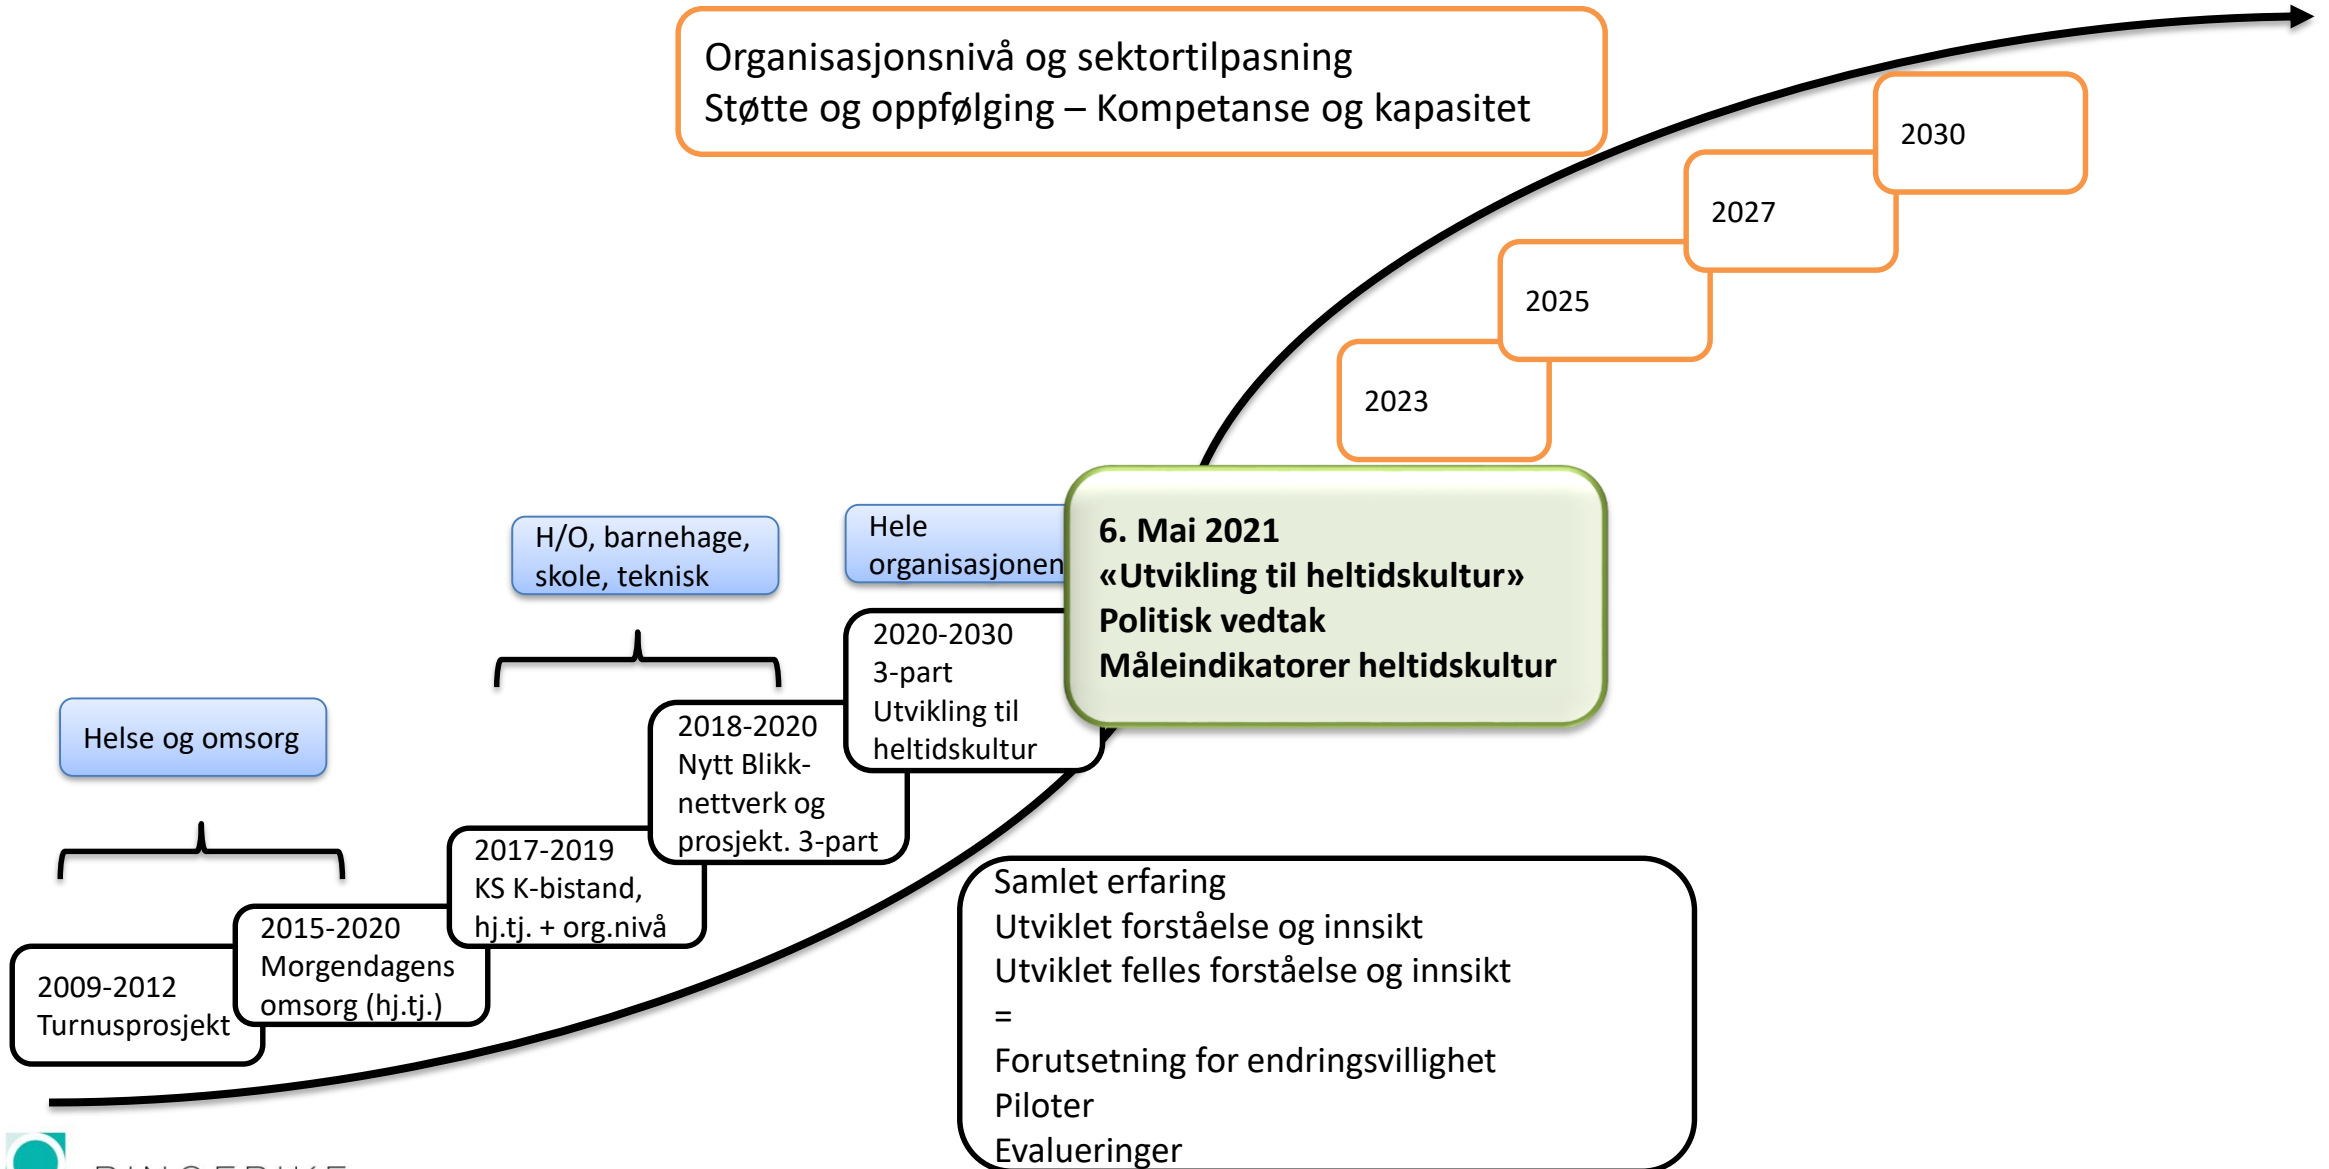 Organisasjonsnivå og sektortilpasning
Støtte og oppfølging – Kompetanse og kapasitet
2030
2027
2025
2023
6. Mai 2021
«Utvikling til heltidskultur»
Politisk vedtak
Måleindikatorer heltidskultur
Hele
organisasjonen
H/O, barnehage,
skole, teknisk
Helse og omsorg
2020-2030
3-part
Utvikling til
heltidskultur
2018-2020
Nytt Blikk-
nettverk og
prosjekt. 3-part
2017-2019
KS K-bistand,
hj.tj. + org.nivå
2015-2020
Morgendagens
omsorg (hj.tj.)
2009-2012
Turnusprosjekt
Samlet erfaring
Utviklet forståelse og innsikt
Utviklet felles forståelse og innsikt
=
Forutsetning for endringsvillighet
Piloter
Evalueringer
RINGERIKE